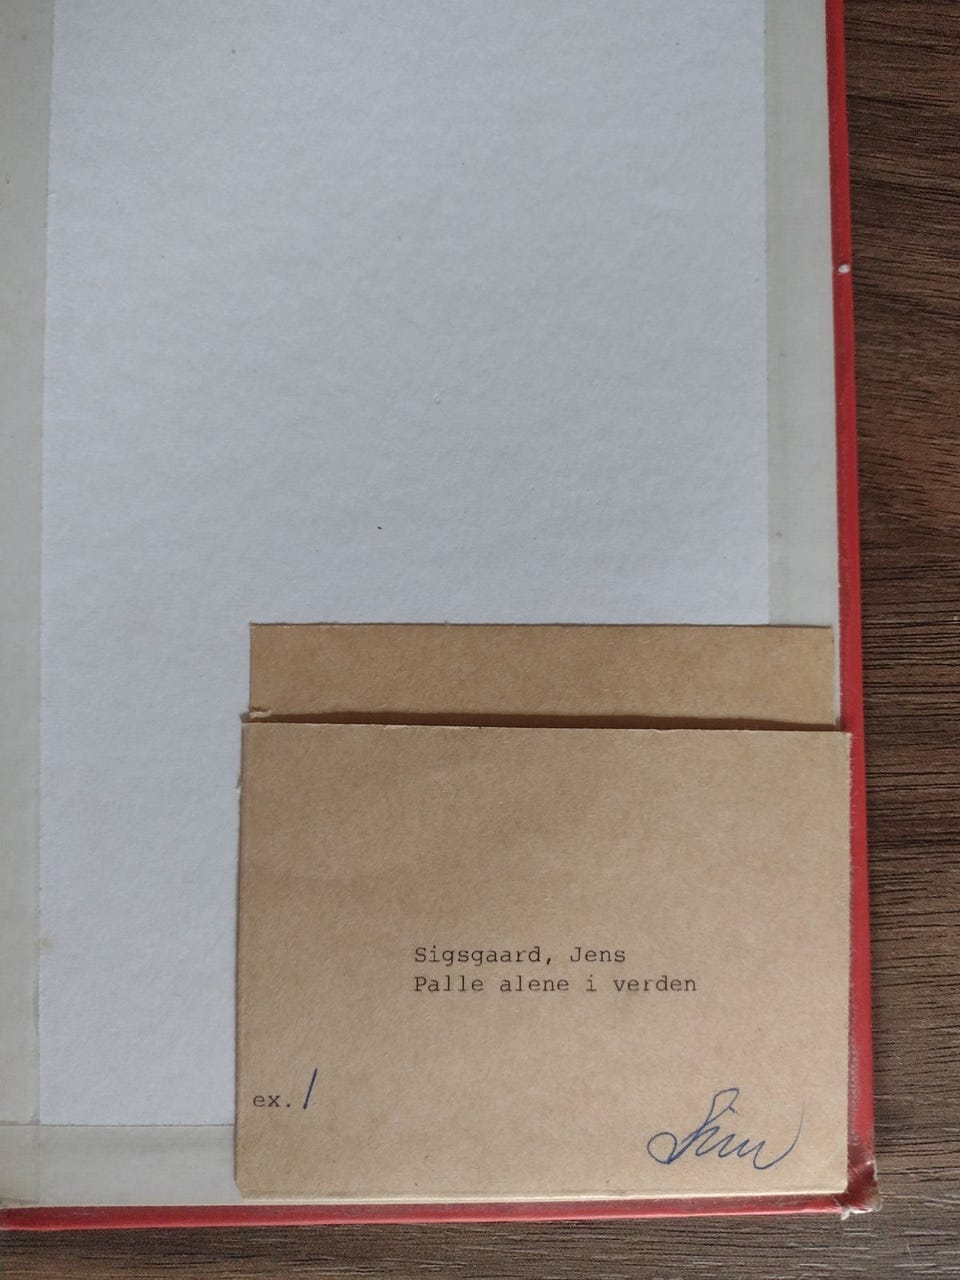 Sigsgaard, Jens
Palle alene i verden
ex. 1